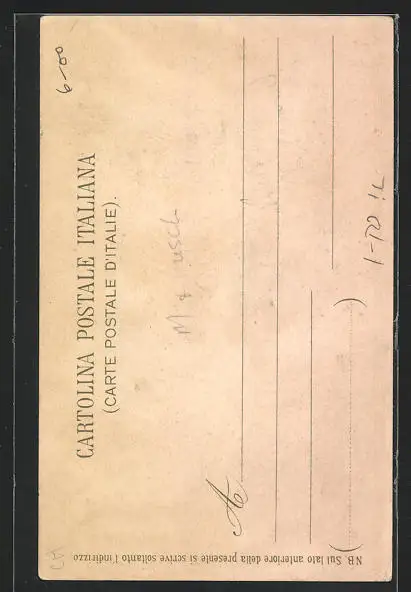 CARTOLINA POSTALE ITALIANA
(CARTE POSTALE D'ITALIE).
6-00
A
( )
NB. Sul lato anteriore della presente si scrive soltanto l'indirizzo